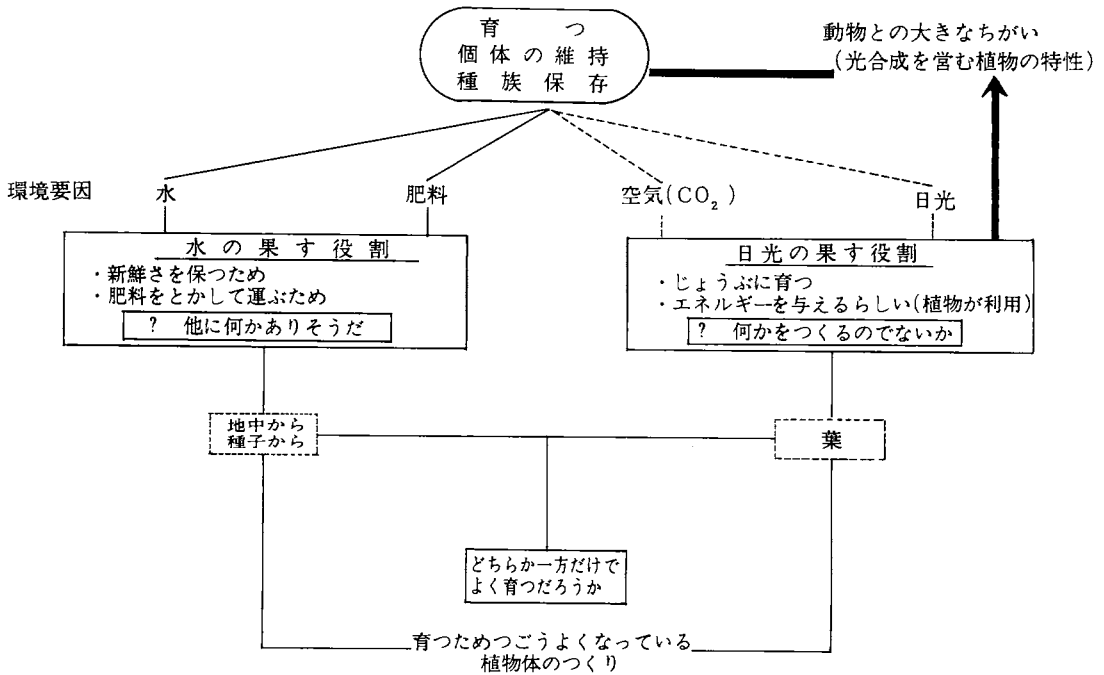 育つ
個体の維持
種族保存
動物との大きなちがい
(光合成を営む植物の特性)
環境要因
水
肥料
空気(CO₂)
日光
水の果す役割
・新鮮さを保つため
・肥料をとかして運ぶため
? 他に何かありそうだ
日光の果す役割
・じょうぶに育つ
・エネルギーを与えるらしい(植物が利用)
? 何かをつくるのでないか
地中から
種子から
葉
どちらか一方だけで
よく育つだろうか
育つためつごうよくなっている
植物体のつくり